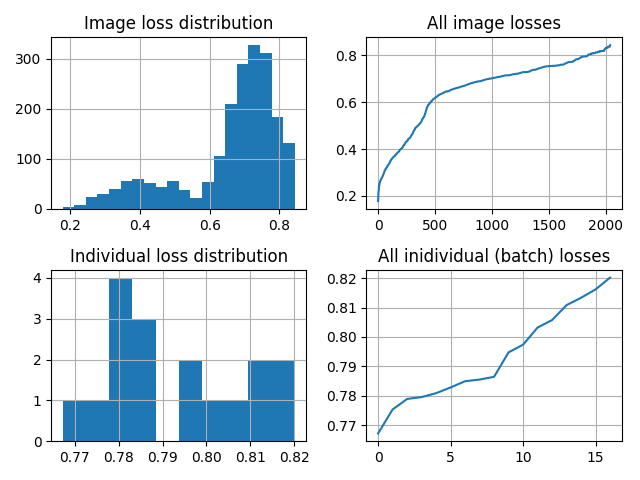 Image loss distribution
300
200
100
0
0.2 0.4 0.6 0.8
All image losses
0.8
0.6
0.4
0.2
0 500 1000 1500 2000
Individual loss distribution
4
3
2
1
0
0.77 0.78 0.79 0.80 0.81 0.82
All inidividual (batch) losses
0.82
0.81
0.80
0.79
0.78
0.77
0 5 10 15